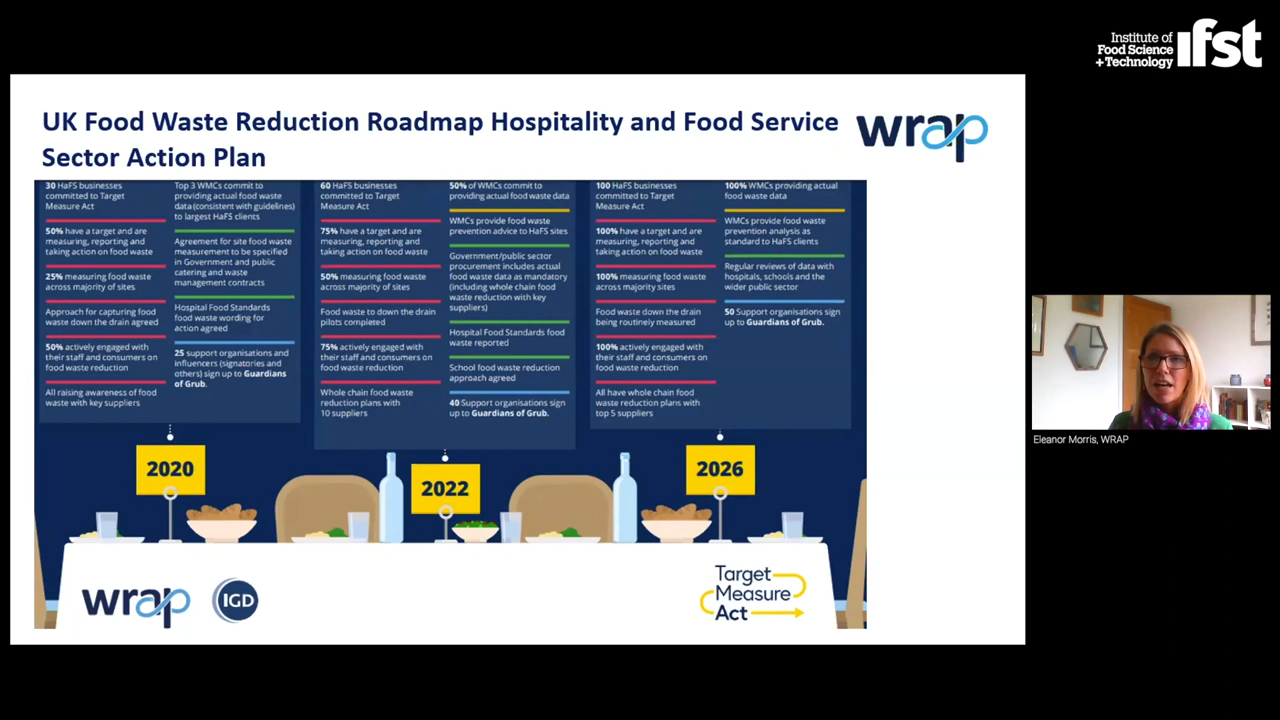 Institute of
Food Science
+Technology
ifst
UK Food Waste Reduction Roadmap Hospitality and Food Service
Sector Action Plan
wrap
30 HaFS businesses
committed to Target
Measure Act
50% have a target and are
measuring, reporting and
taking action on food waste
25% measuring food waste
across majority of sites
Approach for capturing food
waste down the drain agreed
50% actively engaged with
their staff and consumers on
food waste reduction
All raising awareness of food
waste with key suppliers
Top 3 WMCs commit to
providing actual food waste
data (consistent with guidelines)
to largest HaFS clients
Agreement for site food waste
measurement to be specified
in Government and public
catering and waste
management contracts
Hospital Food Standards
food waste wording for
action agreed
25 support organisations and
influencers (signatories and
others) sign up to Guardians
of Grub.
60 HaFS businesses
committed to Target
Measure Act
75% have a target and are
measuring, reporting and
taking action on food waste
50% measuring food waste
across majority of sites
Food waste to down the drain
pilots completed
75% actively engaged with
their staff and consumers on
food waste reduction
Whole chain food waste
reduction plans with
10 suppliers
50% of WMCs commit to
providing actual food waste data
WMCs provide food waste
prevention advice to HaFS sites
Government/public sector
procurement includes actual
food waste data as mandatory
(including whole chain food
waste reduction with key
suppliers)
Hospital Food Standards food
waste reported
School food waste reduction
approach agreed
40 Support organisations sign
up to Guardians of Grub.
100 HaFS businesses
committed to Target
Measure Act
100% have a target and are
measuring, reporting and
taking action on food waste
100% measuring food waste
across majority sites
Food waste down the drain
being routinely measured
100% actively engaged with
their staff and consumers on
food waste reduction
All have whole chain food
waste reduction plans with
top 5 suppliers
100% WMCs providing actual
food waste data
WMCs provide food waste
prevention analysis as
standard to HaFS clients
Regular reviews of data with
hospitals, schools and the
wider public sector
50 Support organisations sign
up to Guardians of Grub.
2020
2022
2026
wrap
IGD
Target
Measure
Act
Eleanor Morris, WRAP